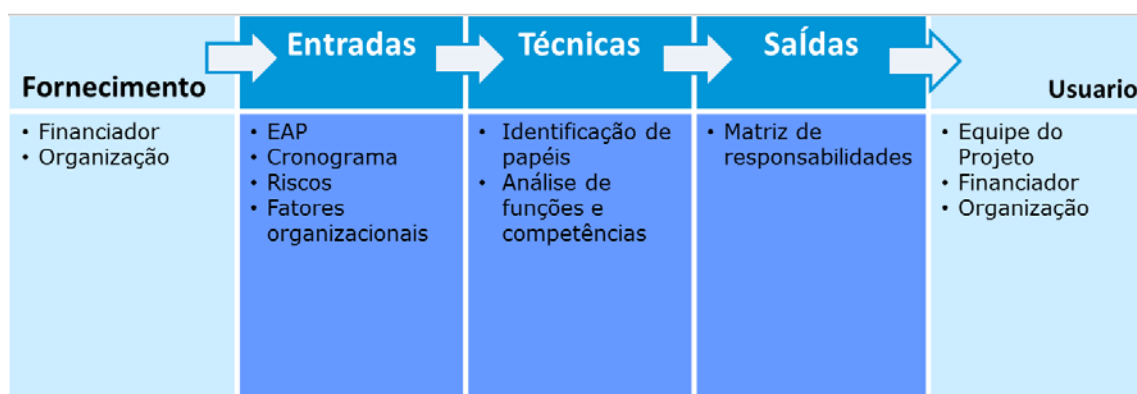 Fornecimento
Entradas
Técnicas
Saídas
Usuario
• Financiador
• Organização
• EAP
• Cronograma
• Riscos
• Fatores
organizacionais
• Identificação de
papéis
• Análise de
funções e
competências
• Matriz de
responsabilidades
• Equipe do
Projeto
• Financiador
• Organização